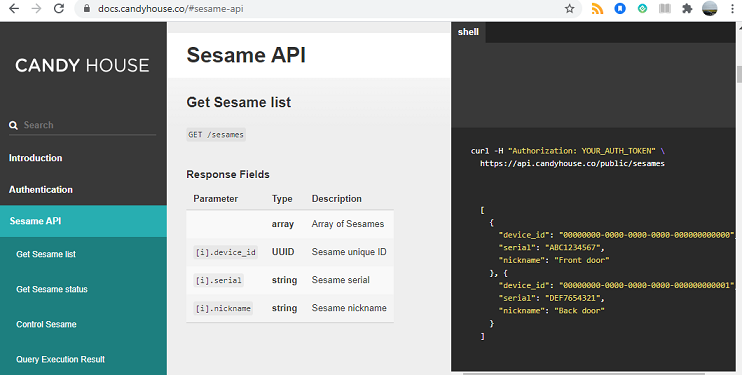 docs.candyhouse.co/#sesame-api
CANDY HOUSE
Search
Introduction
Authentication
Sesame API
Get Sesame list
Get Sesame status
Control Sesame
Query Execution Result
Sesame API
Get Sesame list
GET /sesames
Response Fields
Parameter Type Description
array Array of Sesames
[i].device_id UUID Sesame unique ID
[i].serial string Sesame serial
[i].nickname string Sesame nickname
shell
curl -H "Authorization: YOUR_AUTH_TOKEN" \
https://api.candyhouse.co/public/sesames
[
{
"device_id": "00000000-0000-0000-0000-000000000000",
"serial": "ABC1234567",
"nickname": "Front door"
}, {
"device_id": "00000000-0000-0000-0000-000000000001",
"serial": "DEF7654321",
"nickname": "Back door"
}
]